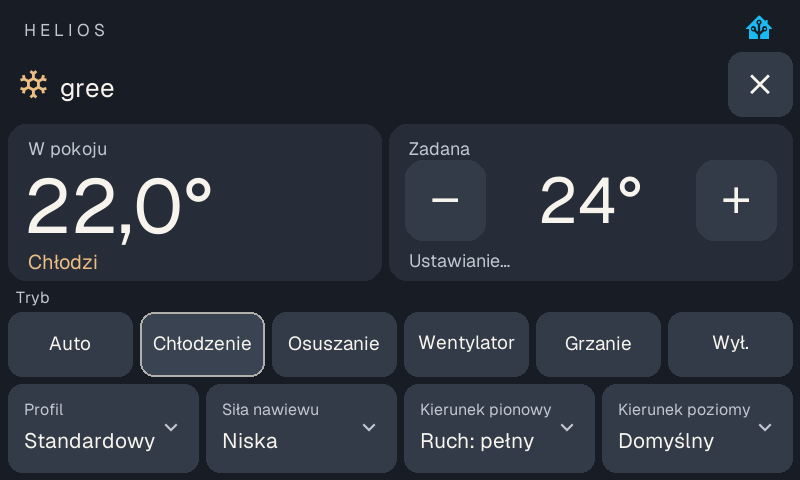 HELIOS
gree
W pokoju
22,0°
Chłodzi
Zadana
24°
Ustawianie...
Tryb
Auto
Chłodzenie
Osuszanie
Wentylator
Grzanie
Wył.
Profil
Standardowy
Siła nawiewu
Niska
Kierunek pionowy
Ruch: pełny
Kierunek poziomy
Domyślny